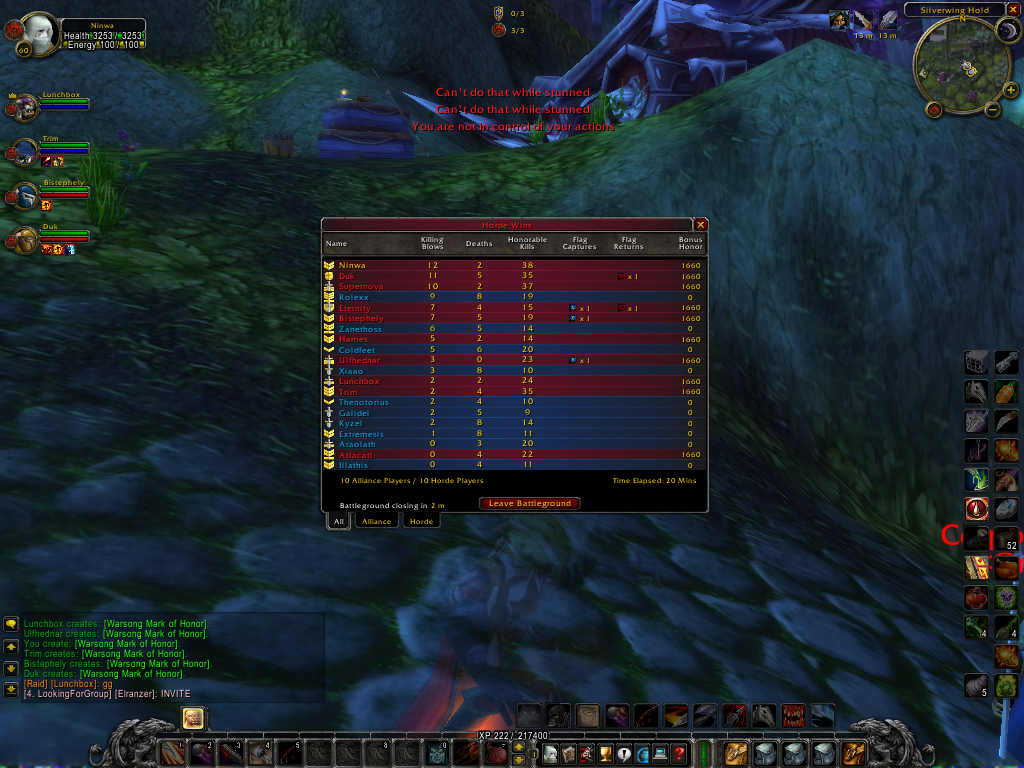 Ninwa
Health 3253 / 3253
Energy 100 / 100
60
0/3
3/3
13 m 13 m
Silverwing Hold
N
Lunchbox
Trim
Bistephely
Duk
Can't do that while stunned
Can't do that while stunned
You are not in control of your actions
Horde Wins
Name Killing Blows Deaths Honorable Kills Flag Captures Flag Returns Bonus Honor
Ninwa 12 2 38 1660
Duk 11 5 35 x 1 1660
Supernova 10 2 37 1660
Rolexx 9 8 19 0
Eternity 7 4 15 x 1 x 1 1660
Bistephely 7 5 19 x 1 1660
Zanethoss 6 5 14 0
Hames 5 2 14 1660
Coldfeet 5 6 20 0
Ulfhednar 3 0 23 x 1 1660
Xiaao 3 8 10 0
Lunchbox 2 2 24 1660
Trim 2 4 35 1660
Thenotorius 2 4 10 0
Galidel 2 5 9 0
Kyzel 2 8 14 0
Extremesis 1 8 11 0
Araolath 0 3 20 0
Atlacatl 0 4 22 1660
Illathis 0 4 11 0
10 Alliance Players / 10 Horde Players Time Elapsed: 20 Mins
Battleground closing in 2 m
Leave Battleground
All Alliance Horde
52
4 4
5
Lunchbox creates: [Warsong Mark of Honor]
Ulfhednar creates: [Warsong Mark of Honor].
You create: [Warsong Mark of Honor].
Trim creates: [Warsong Mark of Honor].
Bistephely creates: [Warsong Mark of Honor].
Duk creates: [Warsong Mark of Honor].
[Raid] [Lunchbox]: gg
[4. LookingForGroup] [Elranzer]: INVITE
XP 222 / 217400